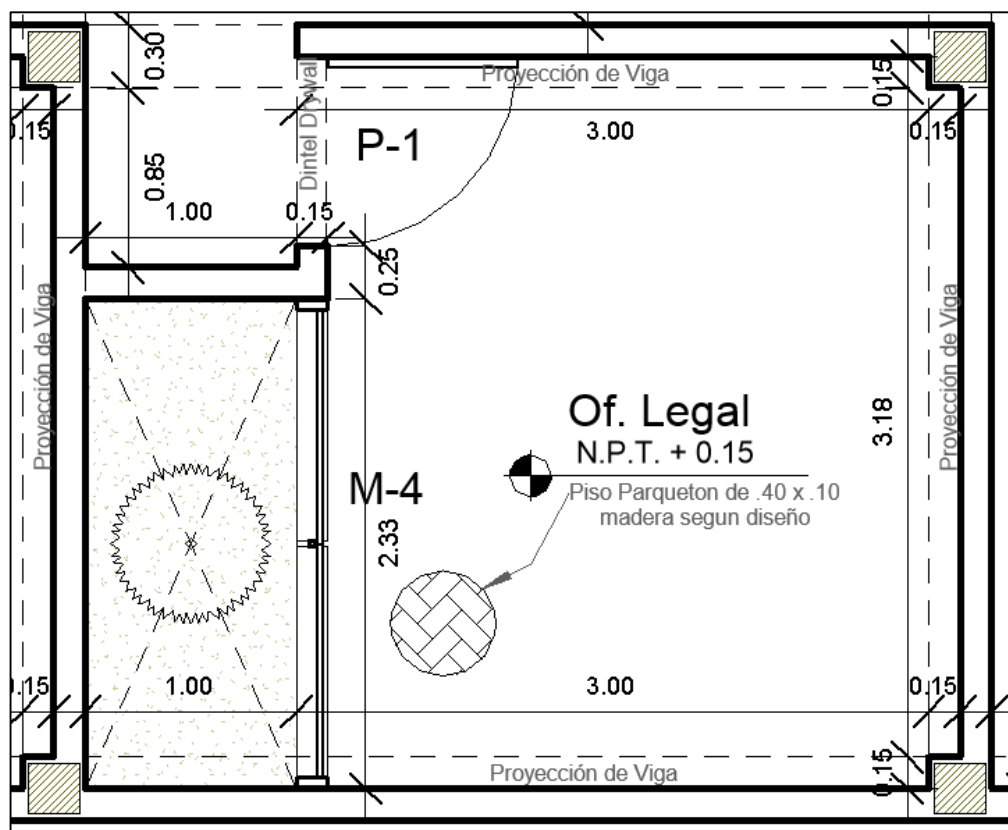 0.30
Proyección de Viga
0.15
0.15
3.00
0.15
Dintel Drywall
P-1
0.85
1.00
0.15
0.25
Proyección de Viga
Proyección de Viga
Of. Legal
N.P.T. + 0.15
3.18
M-4
Piso Parqueton de .40 x .10
madera segun diseño
2.33
0.15
1.00
3.00
0.15
Proyección de Viga
0.15